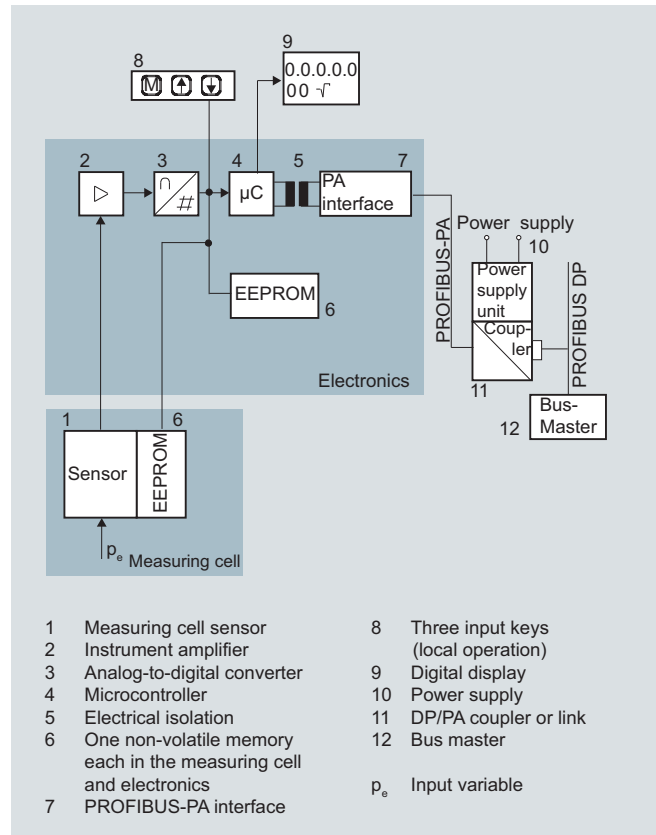 8
9
M
0.0.0.0.0
00 √
2
3
4
5
7
∩
#
µC
PA
interface
Power supply
10
PROFIBUS-PA
PROFIBUS DP
Power
supply
unit
EEPROM
6
Coup-
ler
Electronics
11
Bus-
Master
12
1
6
Sensor
EEPROM
pe
Measuring cell
1 Measuring cell sensor
2 Instrument amplifier
3 Analog-to-digital converter
4 Microcontroller
5 Electrical isolation
6 One non-volatile memory
each in the measuring cell
and electronics
7 PROFIBUS-PA interface
8 Three input keys
(local operation)
9 Digital display
10 Power supply
11 DP/PA coupler or link
12 Bus master
pe Input variable